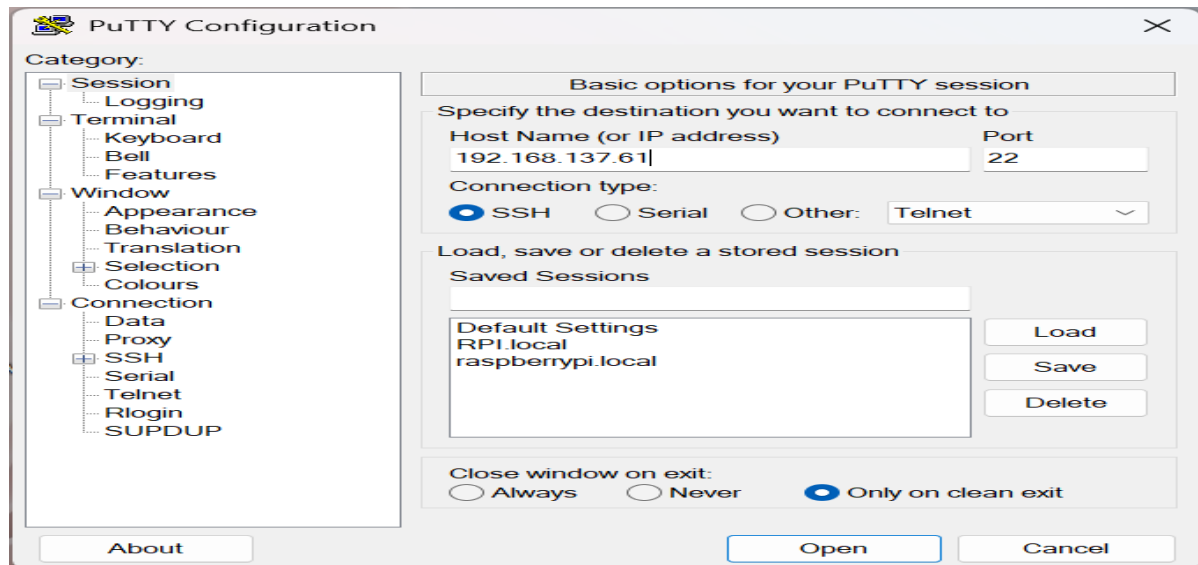 PuTTY Configuration
Category:
Session
Logging
Terminal
Keyboard
Bell
Features
Window
Appearance
Behaviour
Translation
Selection
Colours
Connection
Data
Proxy
SSH
Serial
Telnet
Rlogin
SUPDUP
Basic options for your PuTTY session
Specify the destination you want to connect to
Host Name (or IP address) Port
192.168.137.61 22
Connection type:
SSH Serial Other: Telnet
Load, save or delete a stored session
Saved Sessions
Default Settings
RPI.local
raspberrypi.local
Load
Save
Delete
Close window on exit:
Always Never Only on clean exit
About Open Cancel